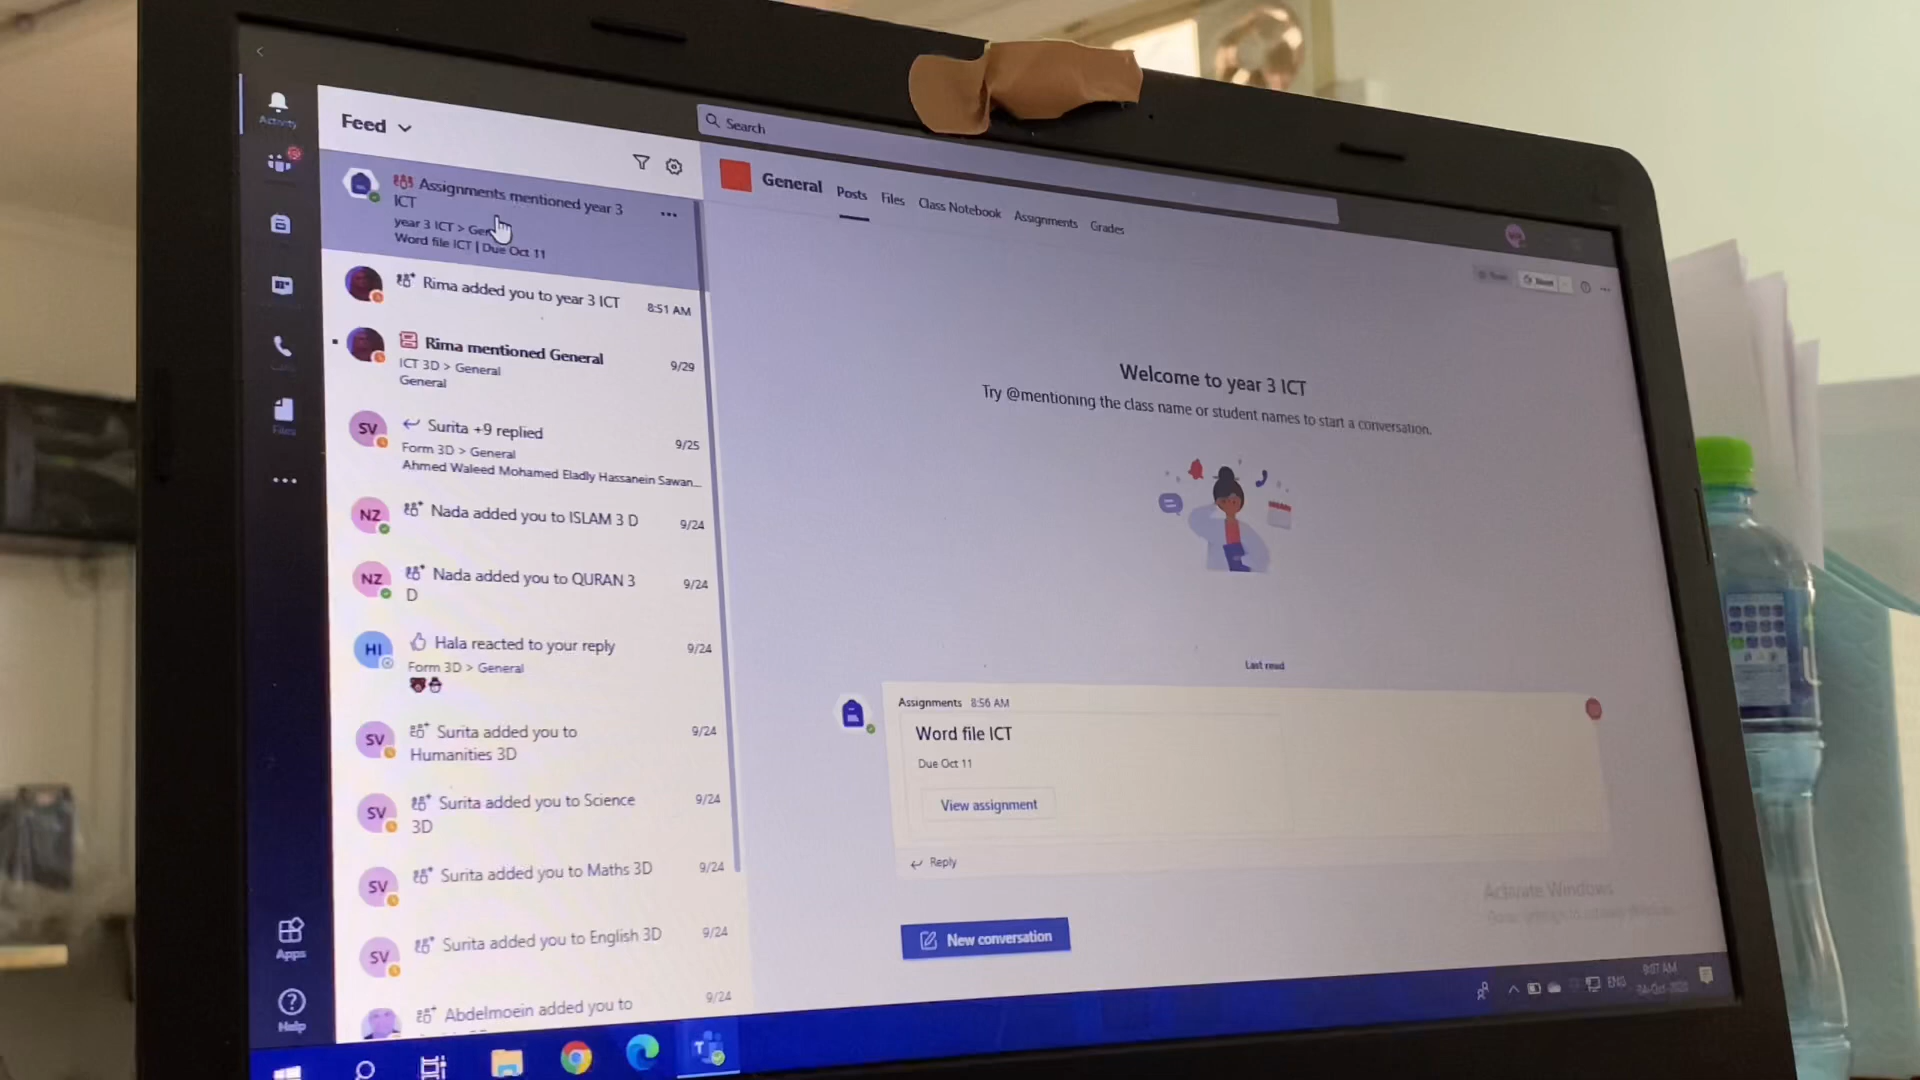 Activity
Calls
Files
Apps
Help
Feed
Assignments mentioned year 3
ICT
year 3 ICT > Gen
Word file ICT | Due Oct 11
Rima added you to year 3 ICT
8:51 AM
Rima mentioned General
9/29
ICT 3D > General
General
SV
Surita +9 replied
9/25
Form 3D > General
Ahmed Waleed Mohamed Eladly Hassanein Sawan...
NZ
Nada added you to ISLAM 3 D
9/24
NZ
Nada added you to QURAN 3
D
9/24
HI
Hala reacted to your reply
9/24
Form 3D > General
SV
Surita added you to
Humanities 3D
9/24
SV
Surita added you to Science
3D
9/24
SV
Surita added you to Maths 3D
9/24
SV
Surita added you to English 3D
9/24
Abdelmoein added you to
9/24
Search
General
Posts
Files
Class Notebook
Assignments
Grades
Meet
Welcome to year 3 ICT
Try @mentioning the class name or student names to start a conversation.
Last read
Assignments 8:56 AM
Word file ICT
Due Oct 11
View assignment
Reply
New conversation
Activate Windows
ENG